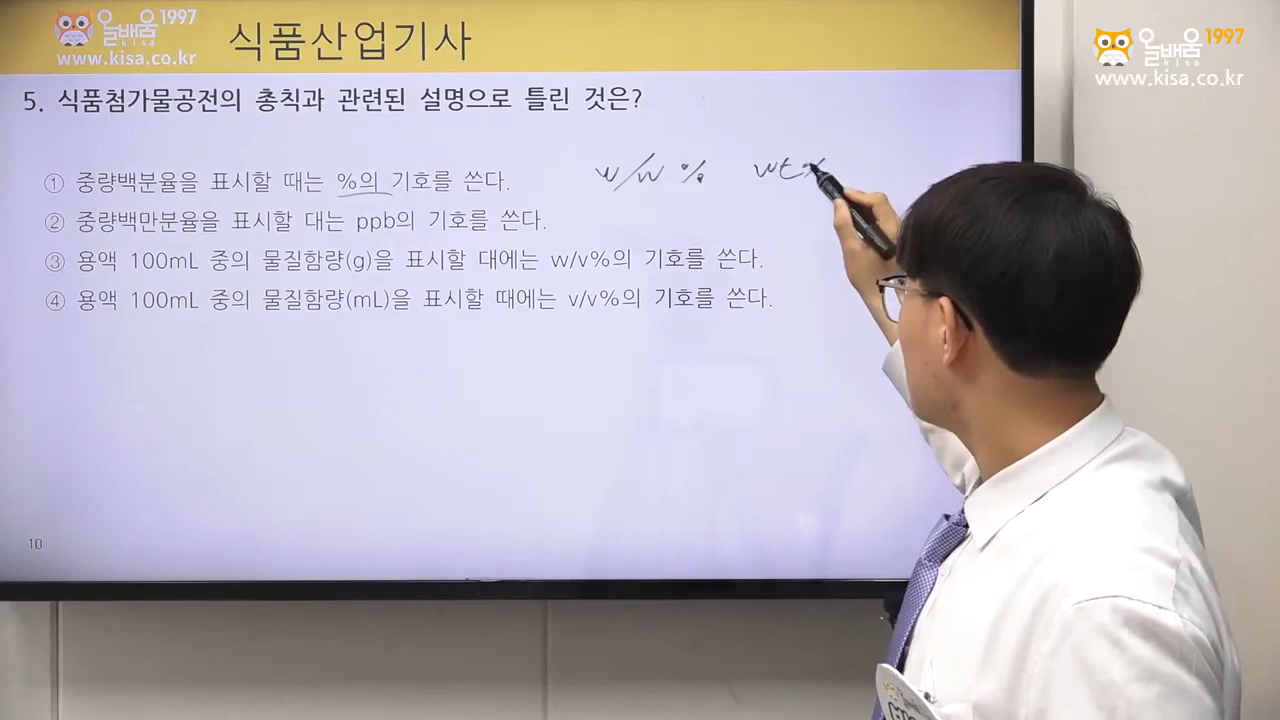 올배움 1997
kisa
www.kisa.co.kr
식품산업기사
올배움 1997
kisa
www.kisa.co.kr
5. 식품첨가물공전의 총칙과 관련된 설명으로 틀린 것은?
① 중량백분율을 표시할 때는 %의 기호를 쓴다.
w/w % wt%
② 중량백만분율을 표시할 대는 ppb의 기호를 쓴다.
③ 용액 100mL 중의 물질함량(g)을 표시할 대에는 w/v%의 기호를 쓴다.
④ 용액 100mL 중의 물질함량(mL)을 표시할 때에는 v/v%의 기호를 쓴다.
10